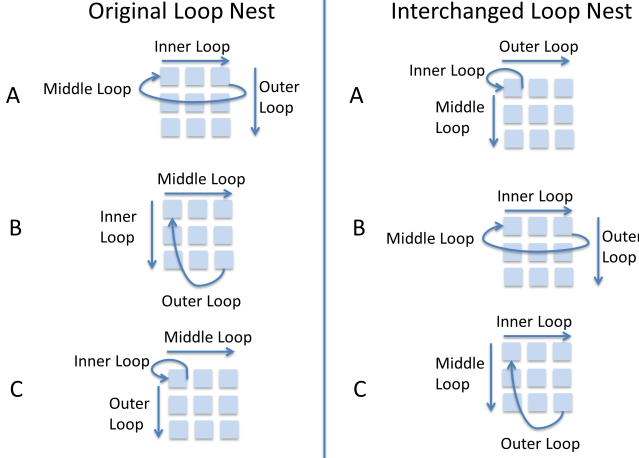 Original Loop Nest
Inner Loop
A
Middle Loop
Outer
Loop
Middle Loop
B
Inner
Loop
Outer Loop
Middle Loop
Inner Loop
C
Outer
Loop
Interchanged Loop Nest
Outer Loop
Inner Loop
A
Middle
Loop
Inner Loop
B
Middle Loop
Outer
Loop
Inner Loop
C
Middle
Loop
Outer Loop